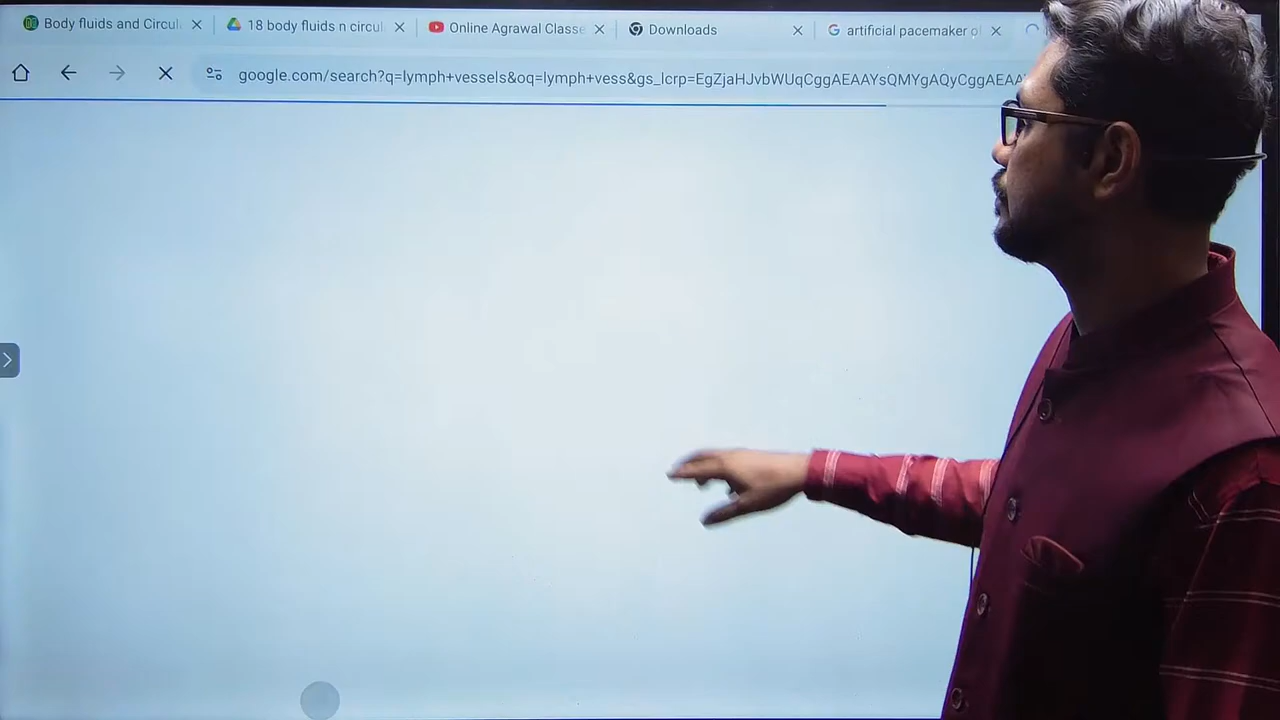 Body fluids and Circul
18 body fluids n circul
Online Agrawal Classe
Downloads
artificial pacemaker
google.com/search?q=lymph+vessels&oq=lymph+vess&gs_lcrp=EgZjaHJvbWUqCggAEAAYsQMYgAQyCggAEAA